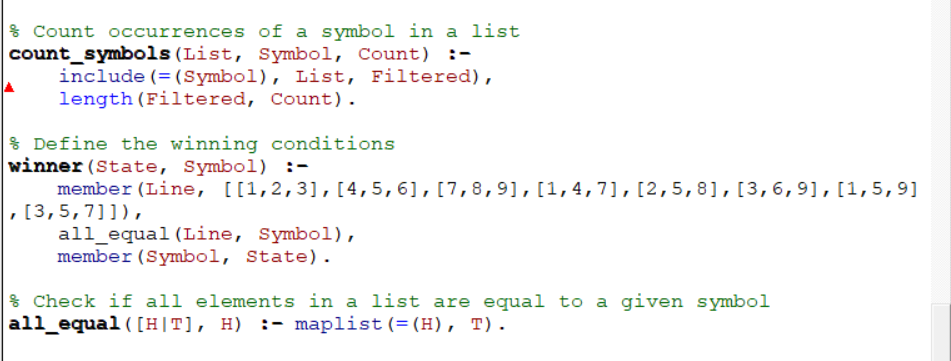 % Count occurrences of a symbol in a list
count_symbols(List, Symbol, Count) :-
    include(=(Symbol), List, Filtered),
    length(Filtered, Count).

% Define the winning conditions
winner(State, Symbol) :-
    member(Line, [[1,2,3],[4,5,6],[7,8,9],[1,4,7],[2,5,8],[3,6,9],[1,5,9]
,[3,5,7]]),
    all_equal(Line, Symbol),
    member(Symbol, State).

% Check if all elements in a list are equal to a given symbol
all_equal([H|T], H) :- maplist(=(H), T).